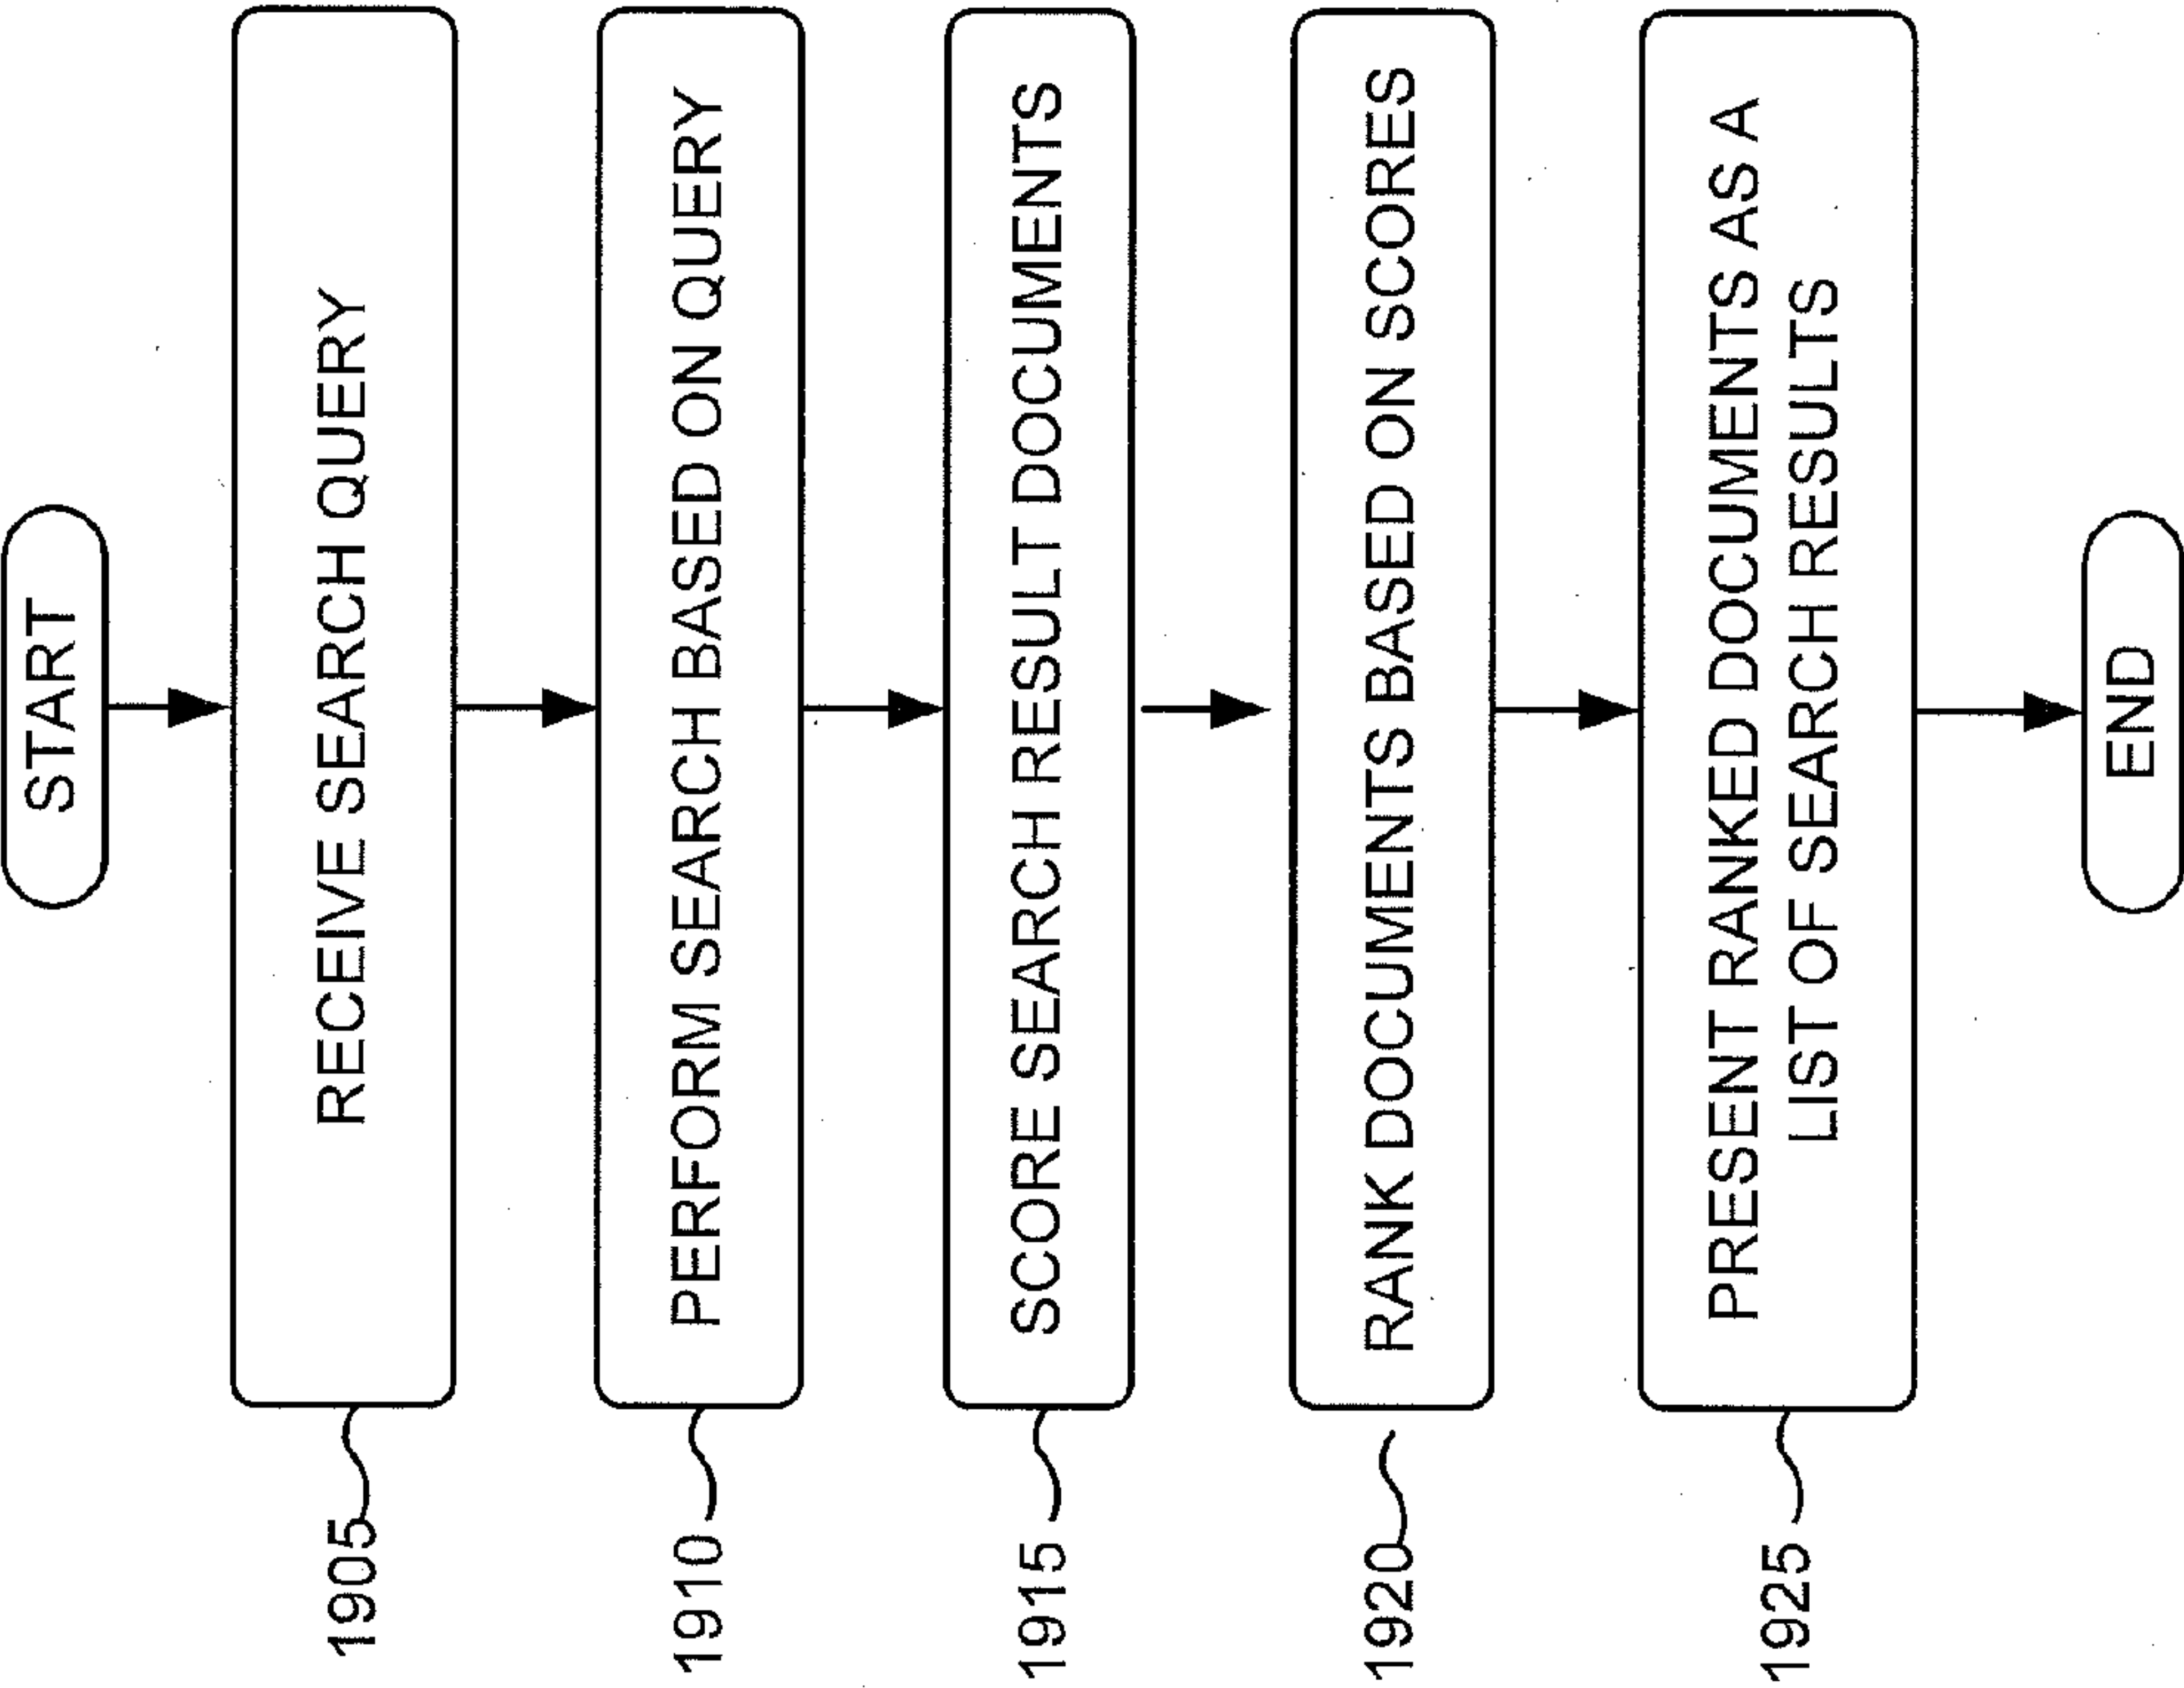 START
1905
RECEIVE SEARCH QUERY
1910
PERFORM SEARCH BASED ON QUERY
1915
SCORE SEARCH RESULT DOCUMENTS
1920
RANK DOCUMENTS BASED ON SCORES
1925
PRESENT RANKED DOCUMENTS AS A
LIST OF SEARCH RESULTS
END